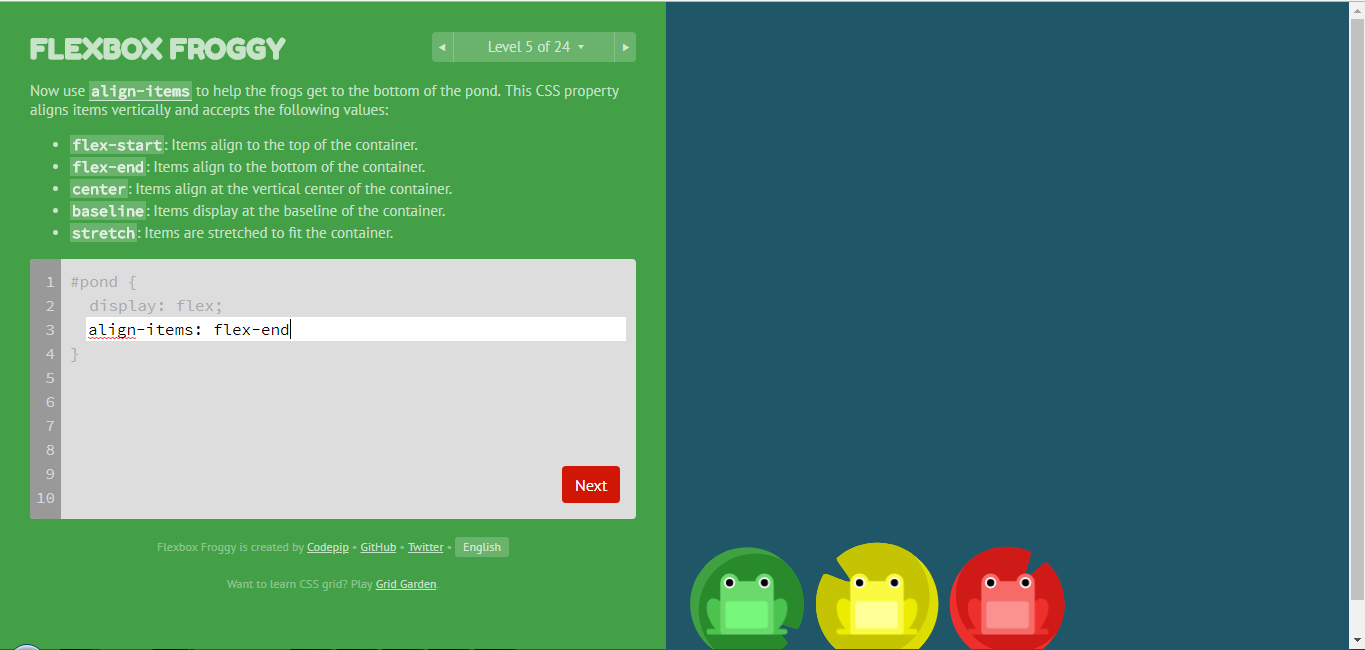 FLEXBOX FROGGY
◀ Level 5 of 24 ▾ ▶
Now use align-items to help the frogs get to the bottom of the pond. This CSS property
aligns items vertically and accepts the following values:
• flex-start: Items align to the top of the container.
• flex-end: Items align to the bottom of the container.
• center: Items align at the vertical center of the container.
• baseline: Items display at the baseline of the container.
• stretch: Items are stretched to fit the container.
1 #pond {
2 display: flex;
3 align-items: flex-end
4 }
5
6
7
8
9
10
Next
Flexbox Froggy is created by Codepip • GitHub • Twitter • English
Want to learn CSS grid? Play Grid Garden.